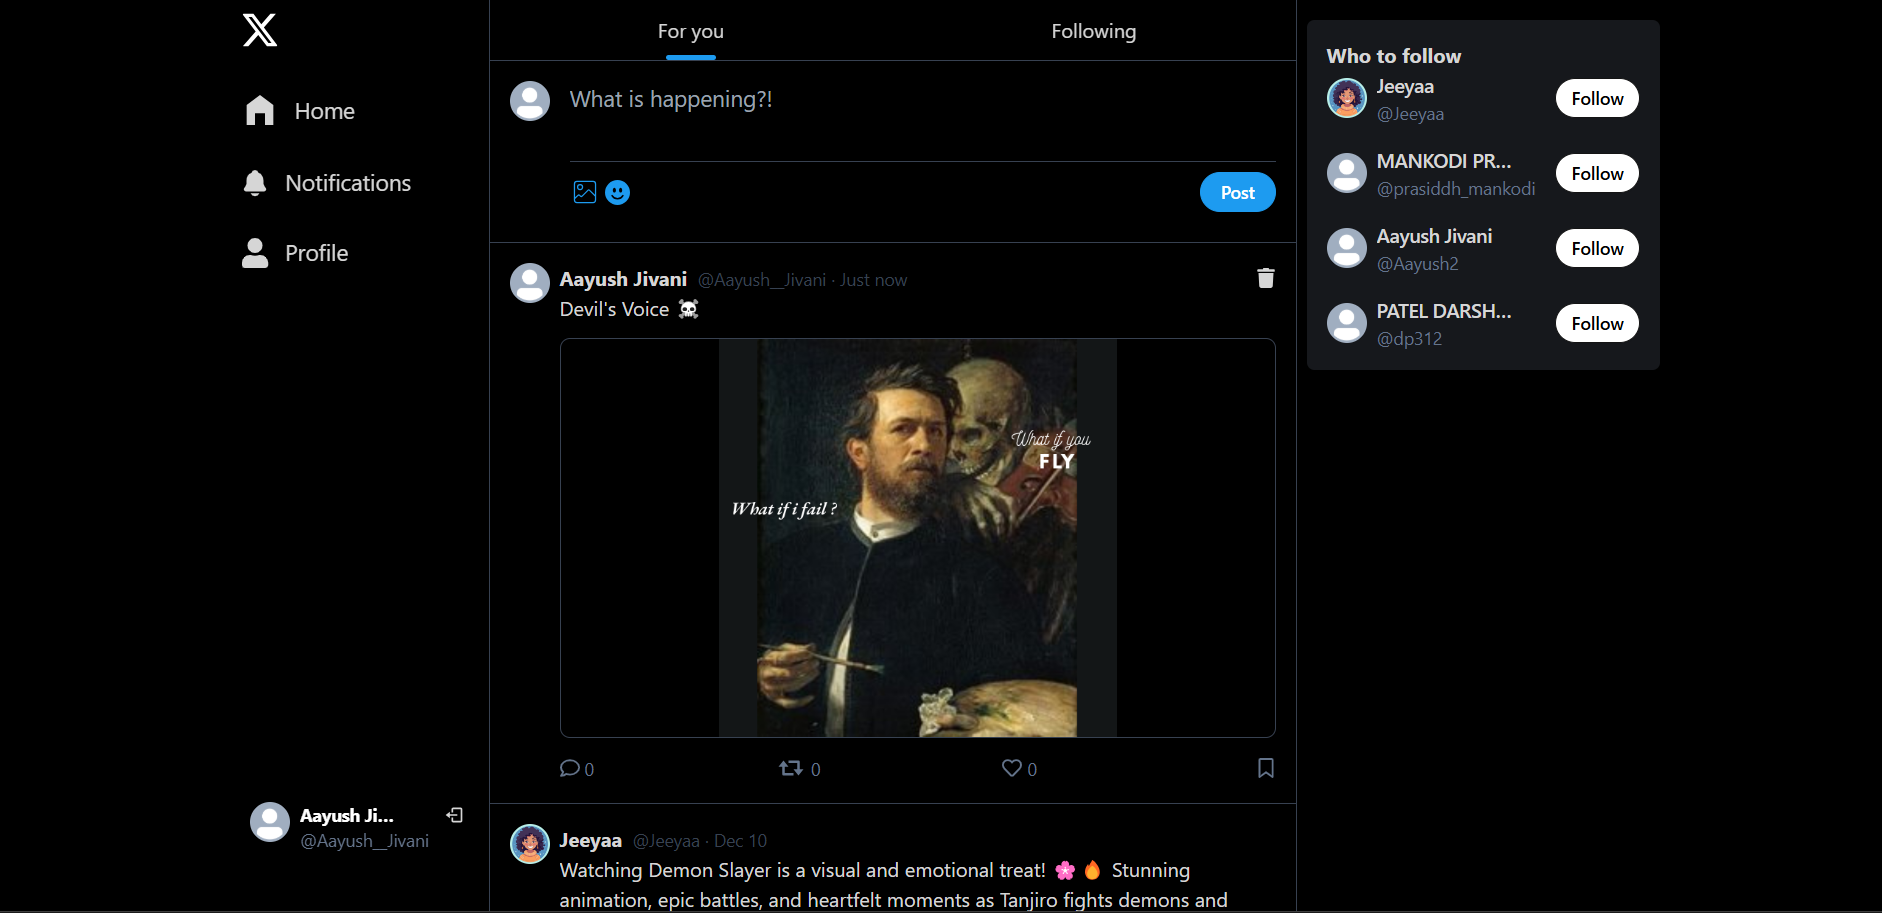 Home
Notifications
Profile
Aayush Ji...
@Aayush__Jivani
For you
Following
What is happening?!
Post
Aayush Jivani @Aayush__Jivani · Just now
Devil's Voice ☠️
What if you
FLY
What if i fail ?
0
0
0
Jeeyaa @Jeeyaa · Dec 10
Watching Demon Slayer is a visual and emotional treat! 🌸🔥 Stunning
animation, epic battles, and heartfelt moments as Tanjiro fights demons and
Who to follow
Jeeyaa
@Jeeyaa
Follow
MANKODI PR...
@prasiddh_mankodi
Follow
Aayush Jivani
@Aayush2
Follow
PATEL DARSH...
@dp312
Follow